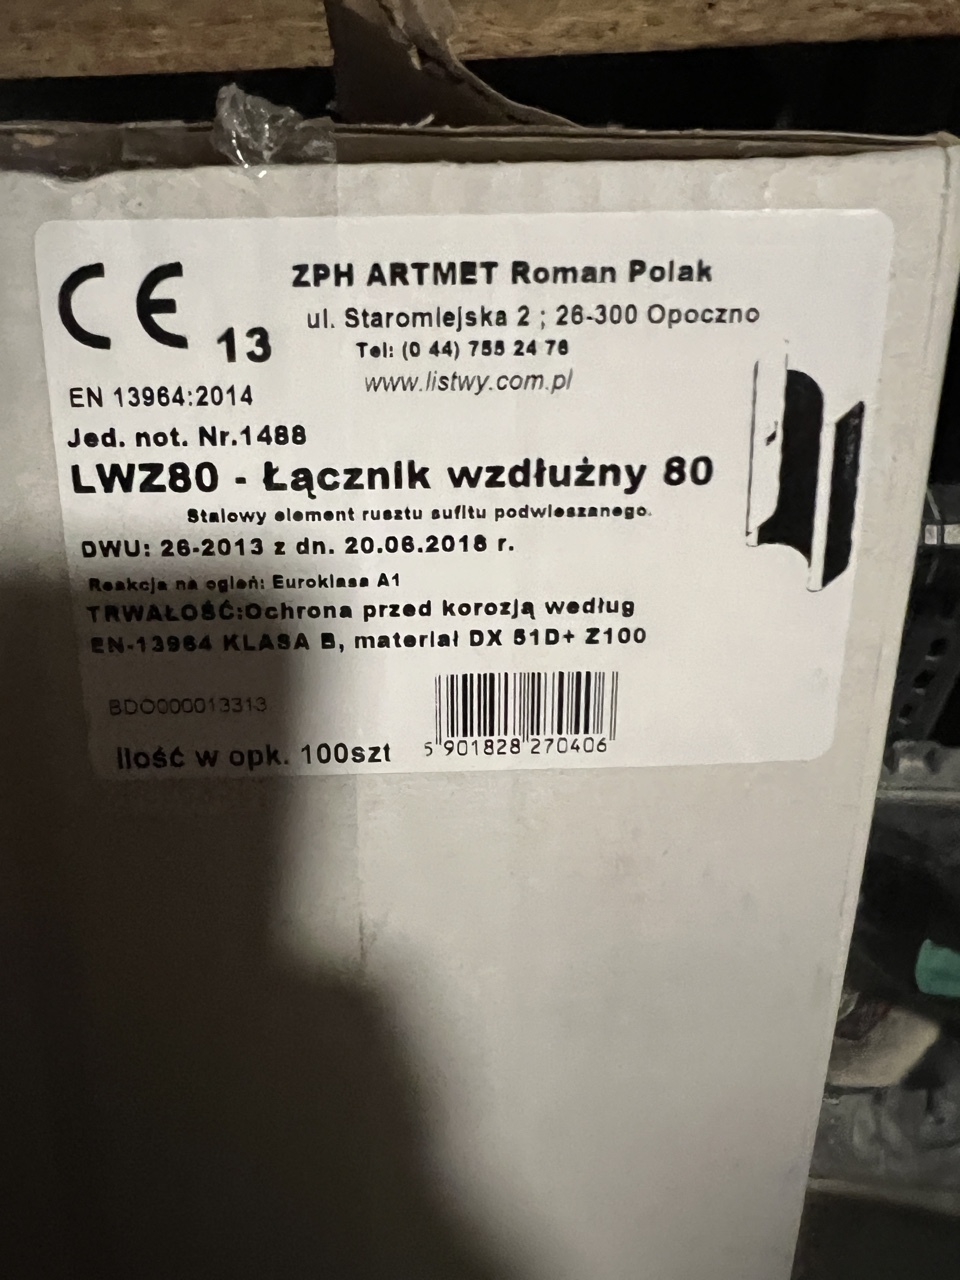 CE 13
ZPH ARTMET Roman Polak
ul. Staromiejska 2 ; 26-300 Opoczno
Tel: (0 44) 755 24 76
www.listwy.com.pl
EN 13964:2014
Jed. not. Nr.1488
LWZ80 - Łącznik wzdłużny 80
Stalowy element rusztu sufitu podwieszanego.
DWU: 26-2013 z dn. 20.06.2018 r.
Reakcja na ogień: Euroklasa A1
TRWAŁOŚĆ:Ochrona przed korozją według
EN-13964 KLASA B, materiał DX 51D+ Z100
BDO000013313
Ilość w opk. 100szt
5 901828 270406